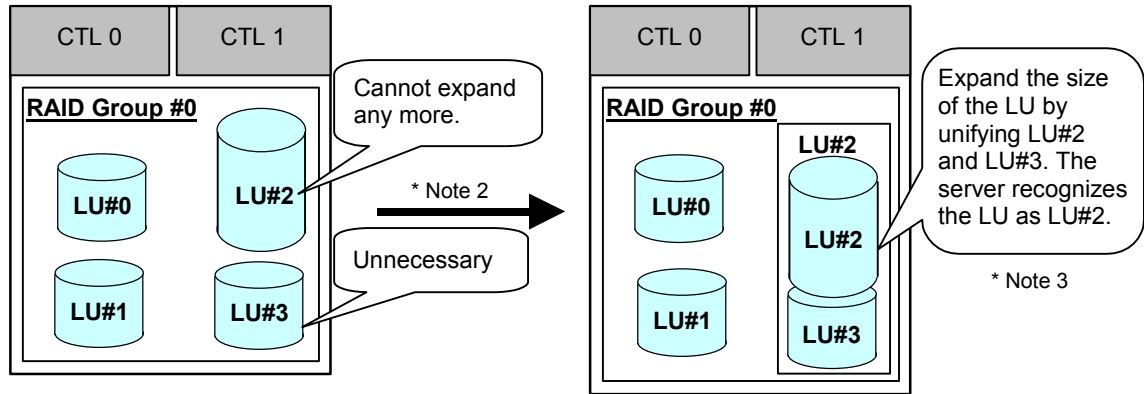 CTL 0
CTL 1
RAID Group #0
LU#0
LU#2
LU#1
LU#3
Cannot expand
any more.
Unnecessary
* Note 2
CTL 0
CTL 1
RAID Group #0
LU#2
LU#0
LU#2
LU#1
LU#3
Expand the size
of the LU by
unifying LU#2
and LU#3. The
server recognizes
the LU as LU#2.
* Note 3